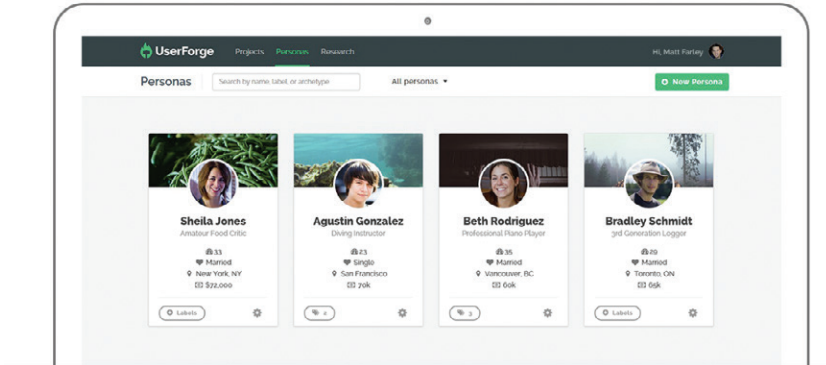 UserForge Projects Personas Research Hi, Matt Farley
Personas Search by name, label, or archetype All personas New Persona
Sheila Jones
Amateur Food Critic
33
Married
New York, NY
$72,000
Labels
Agustin Gonzalez
Diving Instructor
23
Single
San Francisco
70k
2
Beth Rodriguez
Professional Piano Player
35
Married
Vancouver, BC
60k
3
Bradley Schmidt
3rd Generation Logger
29
Married
Toronto, ON
65k
Labels